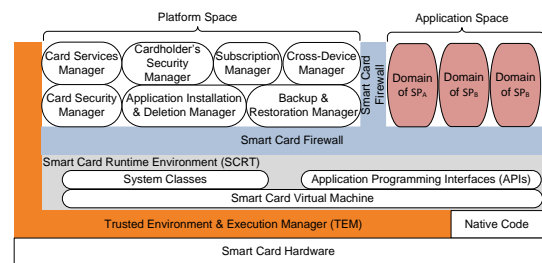 Platform Space
Application Space
Card Services
Manager
Cardholder's
Security
Manager
Subscription
Manager
Cross-Device
Manager
Card Security
Manager
Application Installation
& Deletion Manager
Backup &
Restoration Manager
Smart Card
Firewall
Domain
of SPA
Domain
of SPB
Domain
of SPB
Smart Card Firewall
Smart Card Runtime Environment (SCRT)
System Classes
Application Programming Interfaces (APIs)
Smart Card Virtual Machine
Trusted Environment & Execution Manager (TEM)
Native Code
Smart Card Hardware